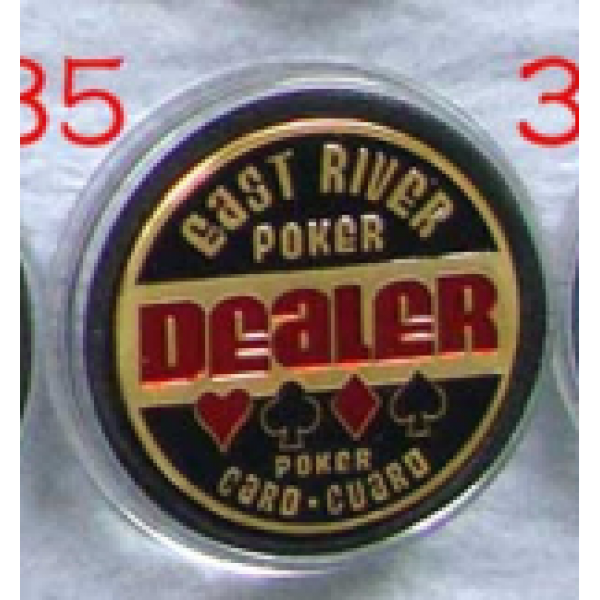 35
3
EAST RIVER
POKER
DEALER
POKER
CARD·GUARD